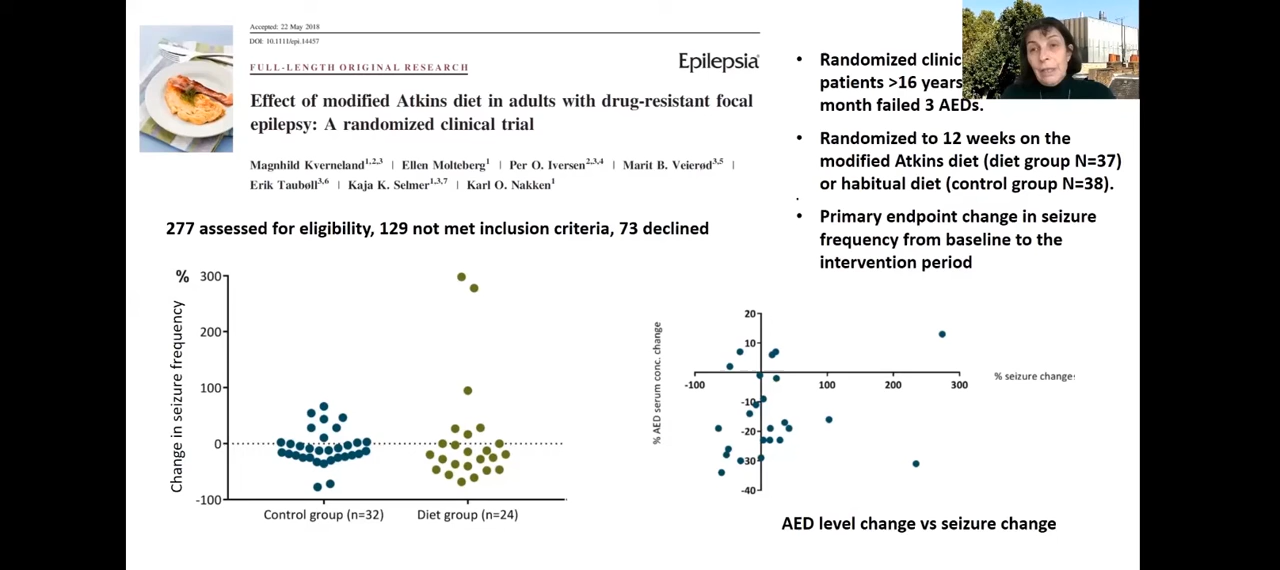 Accepted: 22 May 2018
DOI: 10.1111/epi.14457
FULL-LENGTH ORIGINAL RESEARCH
Epilepsia
Effect of modified Atkins diet in adults with drug-resistant focal
epilepsy: A randomized clinical trial
Magnhild Kverneland1,2,3 | Ellen Molteberg1 | Per O. Iversen2,3,4 | Marit B. Veierød3,5 |
Erik Taubøll3,6 | Kaja K. Selmer1,3,7 | Karl O. Nakken1
• Randomized clinic
patients >16 years
month failed 3 AEDs.
• Randomized to 12 weeks on the
modified Atkins diet (diet group N=37)
or habitual diet (control group N=38).
• Primary endpoint change in seizure
frequency from baseline to the
intervention period
277 assessed for eligibility, 129 not met inclusion criteria, 73 declined
%
Change in seizure frequency
300
200
100
0
-100
Control group (n=32) Diet group (n=24)
% AED serum conc. change
20
10
-10
-20
-30
-40
-100 100 200 300
% seizure change
AED level change vs seizure change